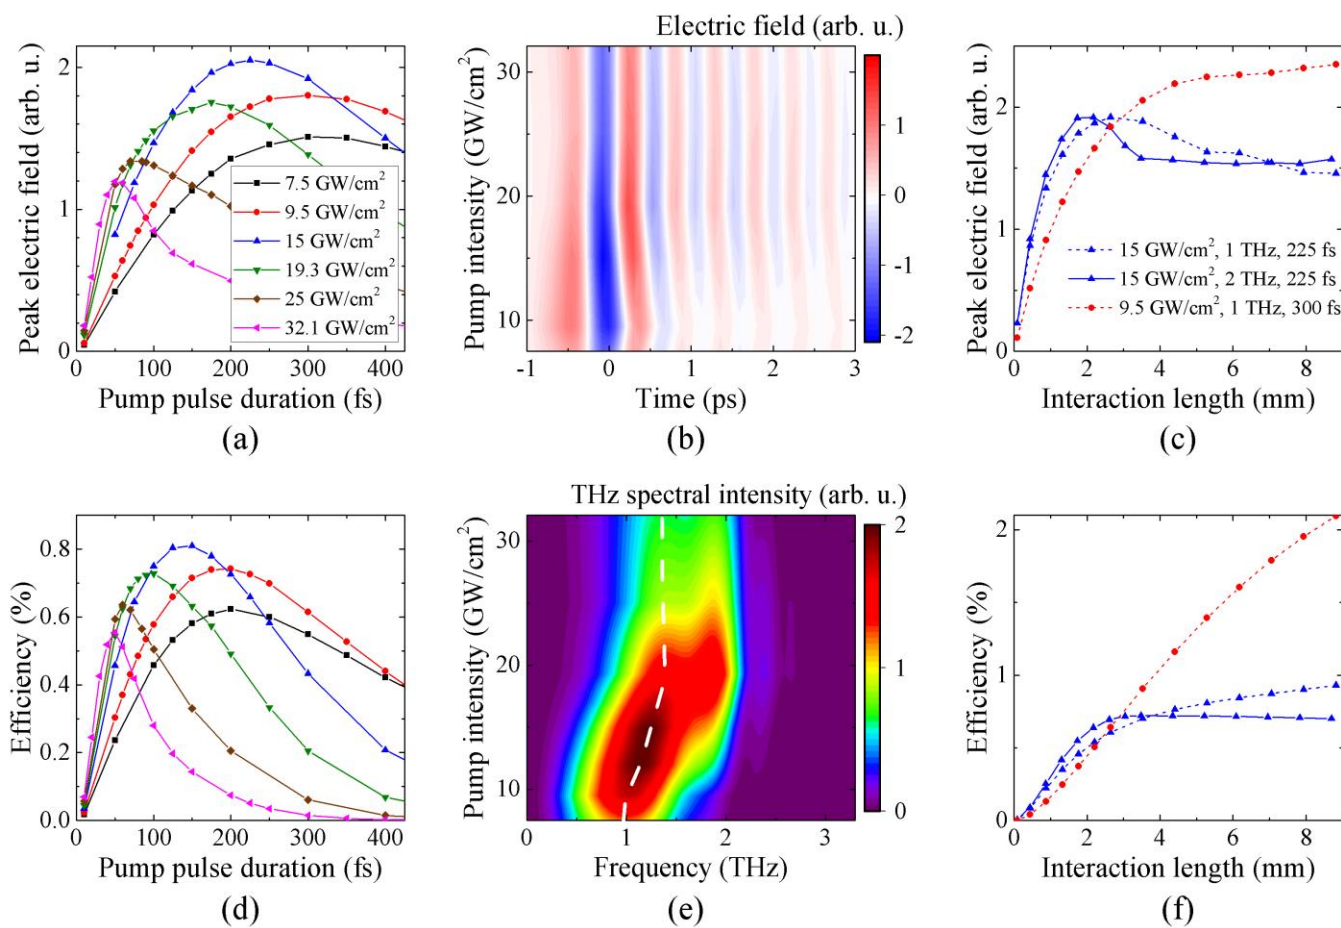 Peak electric field (arb. u.)
2
1
0
0
100
200
300
400
Pump pulse duration (fs)
7.5 GW/cm²
9.5 GW/cm²
15 GW/cm²
19.3 GW/cm²
25 GW/cm²
32.1 GW/cm²
(a)
Electric field (arb. u.)
Pump intensity (GW/cm²)
30
20
10
-1
0
1
2
3
Time (ps)
1
0
-1
-2
(b)
Peak electric field (arb. u.)
2
1
0
0
2
4
6
8
Interaction length (mm)
15 GW/cm², 1 THz, 225 fs
15 GW/cm², 2 THz, 225 fs
9.5 GW/cm², 1 THz, 300 fs
(c)
Efficiency (%)
0.8
0.6
0.4
0.2
0.0
0
100
200
300
400
Pump pulse duration (fs)
(d)
THz spectral intensity (arb. u.)
Pump intensity (GW/cm²)
30
20
10
0
1
2
3
Frequency (THz)
2
1
0
(e)
Efficiency (%)
2
1
0
0
2
4
6
8
Interaction length (mm)
(f)